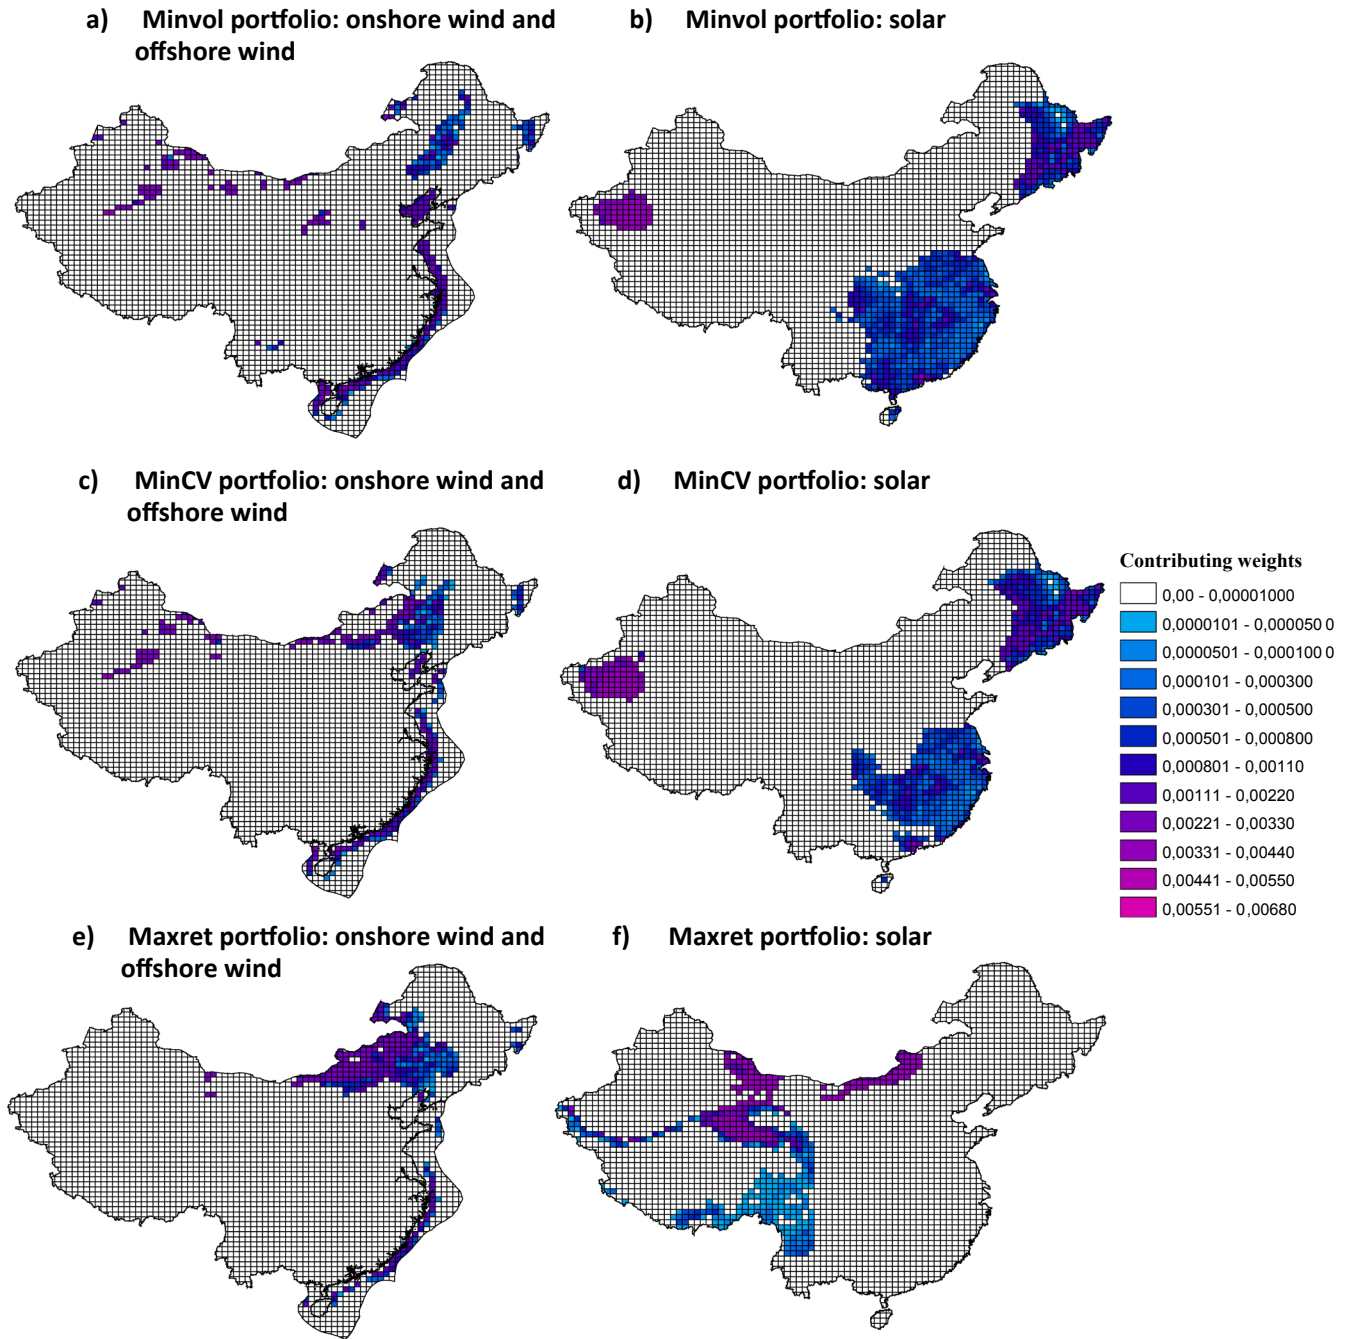 a) Minvol portfolio: onshore wind and
offshore wind
b) Minvol portfolio: solar
c) MinCV portfolio: onshore wind and
offshore wind
d) MinCV portfolio: solar
Contributing weights
0,00 - 0,00001000
0,0000101 - 0,000050 0
0,0000501 - 0,000100 0
0,000101 - 0,000300
0,000301 - 0,000500
0,000501 - 0,000800
0,000801 - 0,00110
0,00111 - 0,00220
0,00221 - 0,00330
0,00331 - 0,00440
0,00441 - 0,00550
0,00551 - 0,00680
e) Maxret portfolio: onshore wind and
offshore wind
f) Maxret portfolio: solar